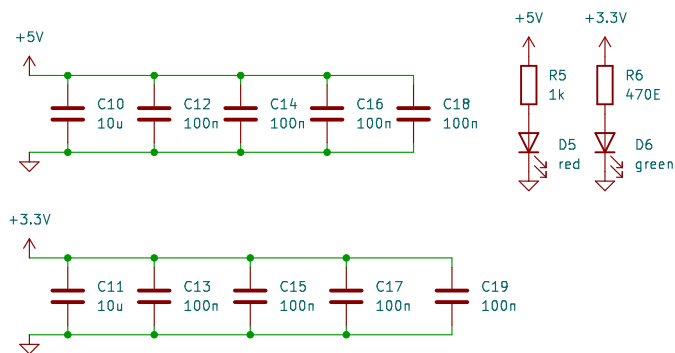 +5V
C10
10u
C12
100n
C14
100n
C16
100n
C18
100n
+5V
R5
1k
D5
red
+3.3V
R6
470E
D6
green
+3.3V
C11
10u
C13
100n
C15
100n
C17
100n
C19
100n